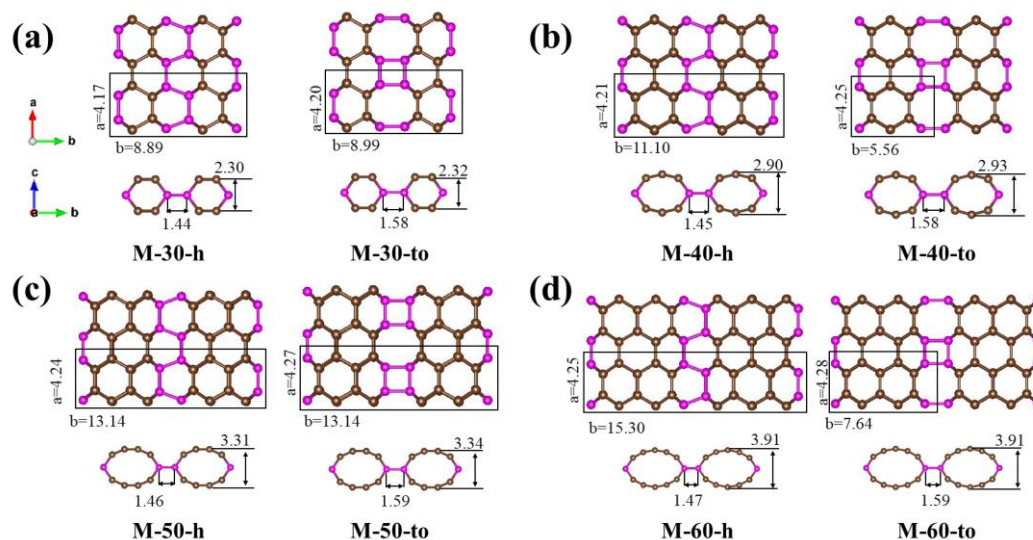 (a)
a=4.17
b=8.89
2.30
1.44
M-30-h
a=4.20
b=8.99
2.32
1.58
M-30-to
a
b
c
a
b
(b)
a=4.21
b=11.10
2.90
1.45
M-40-h
a=4.25
b=5.56
2.93
1.58
M-40-to
(c)
a=4.24
b=13.14
3.31
1.46
M-50-h
a=4.27
b=13.14
3.34
1.59
M-50-to
(d)
a=4.25
b=15.30
3.91
1.47
M-60-h
a=4.28
b=7.64
3.91
1.59
M-60-to